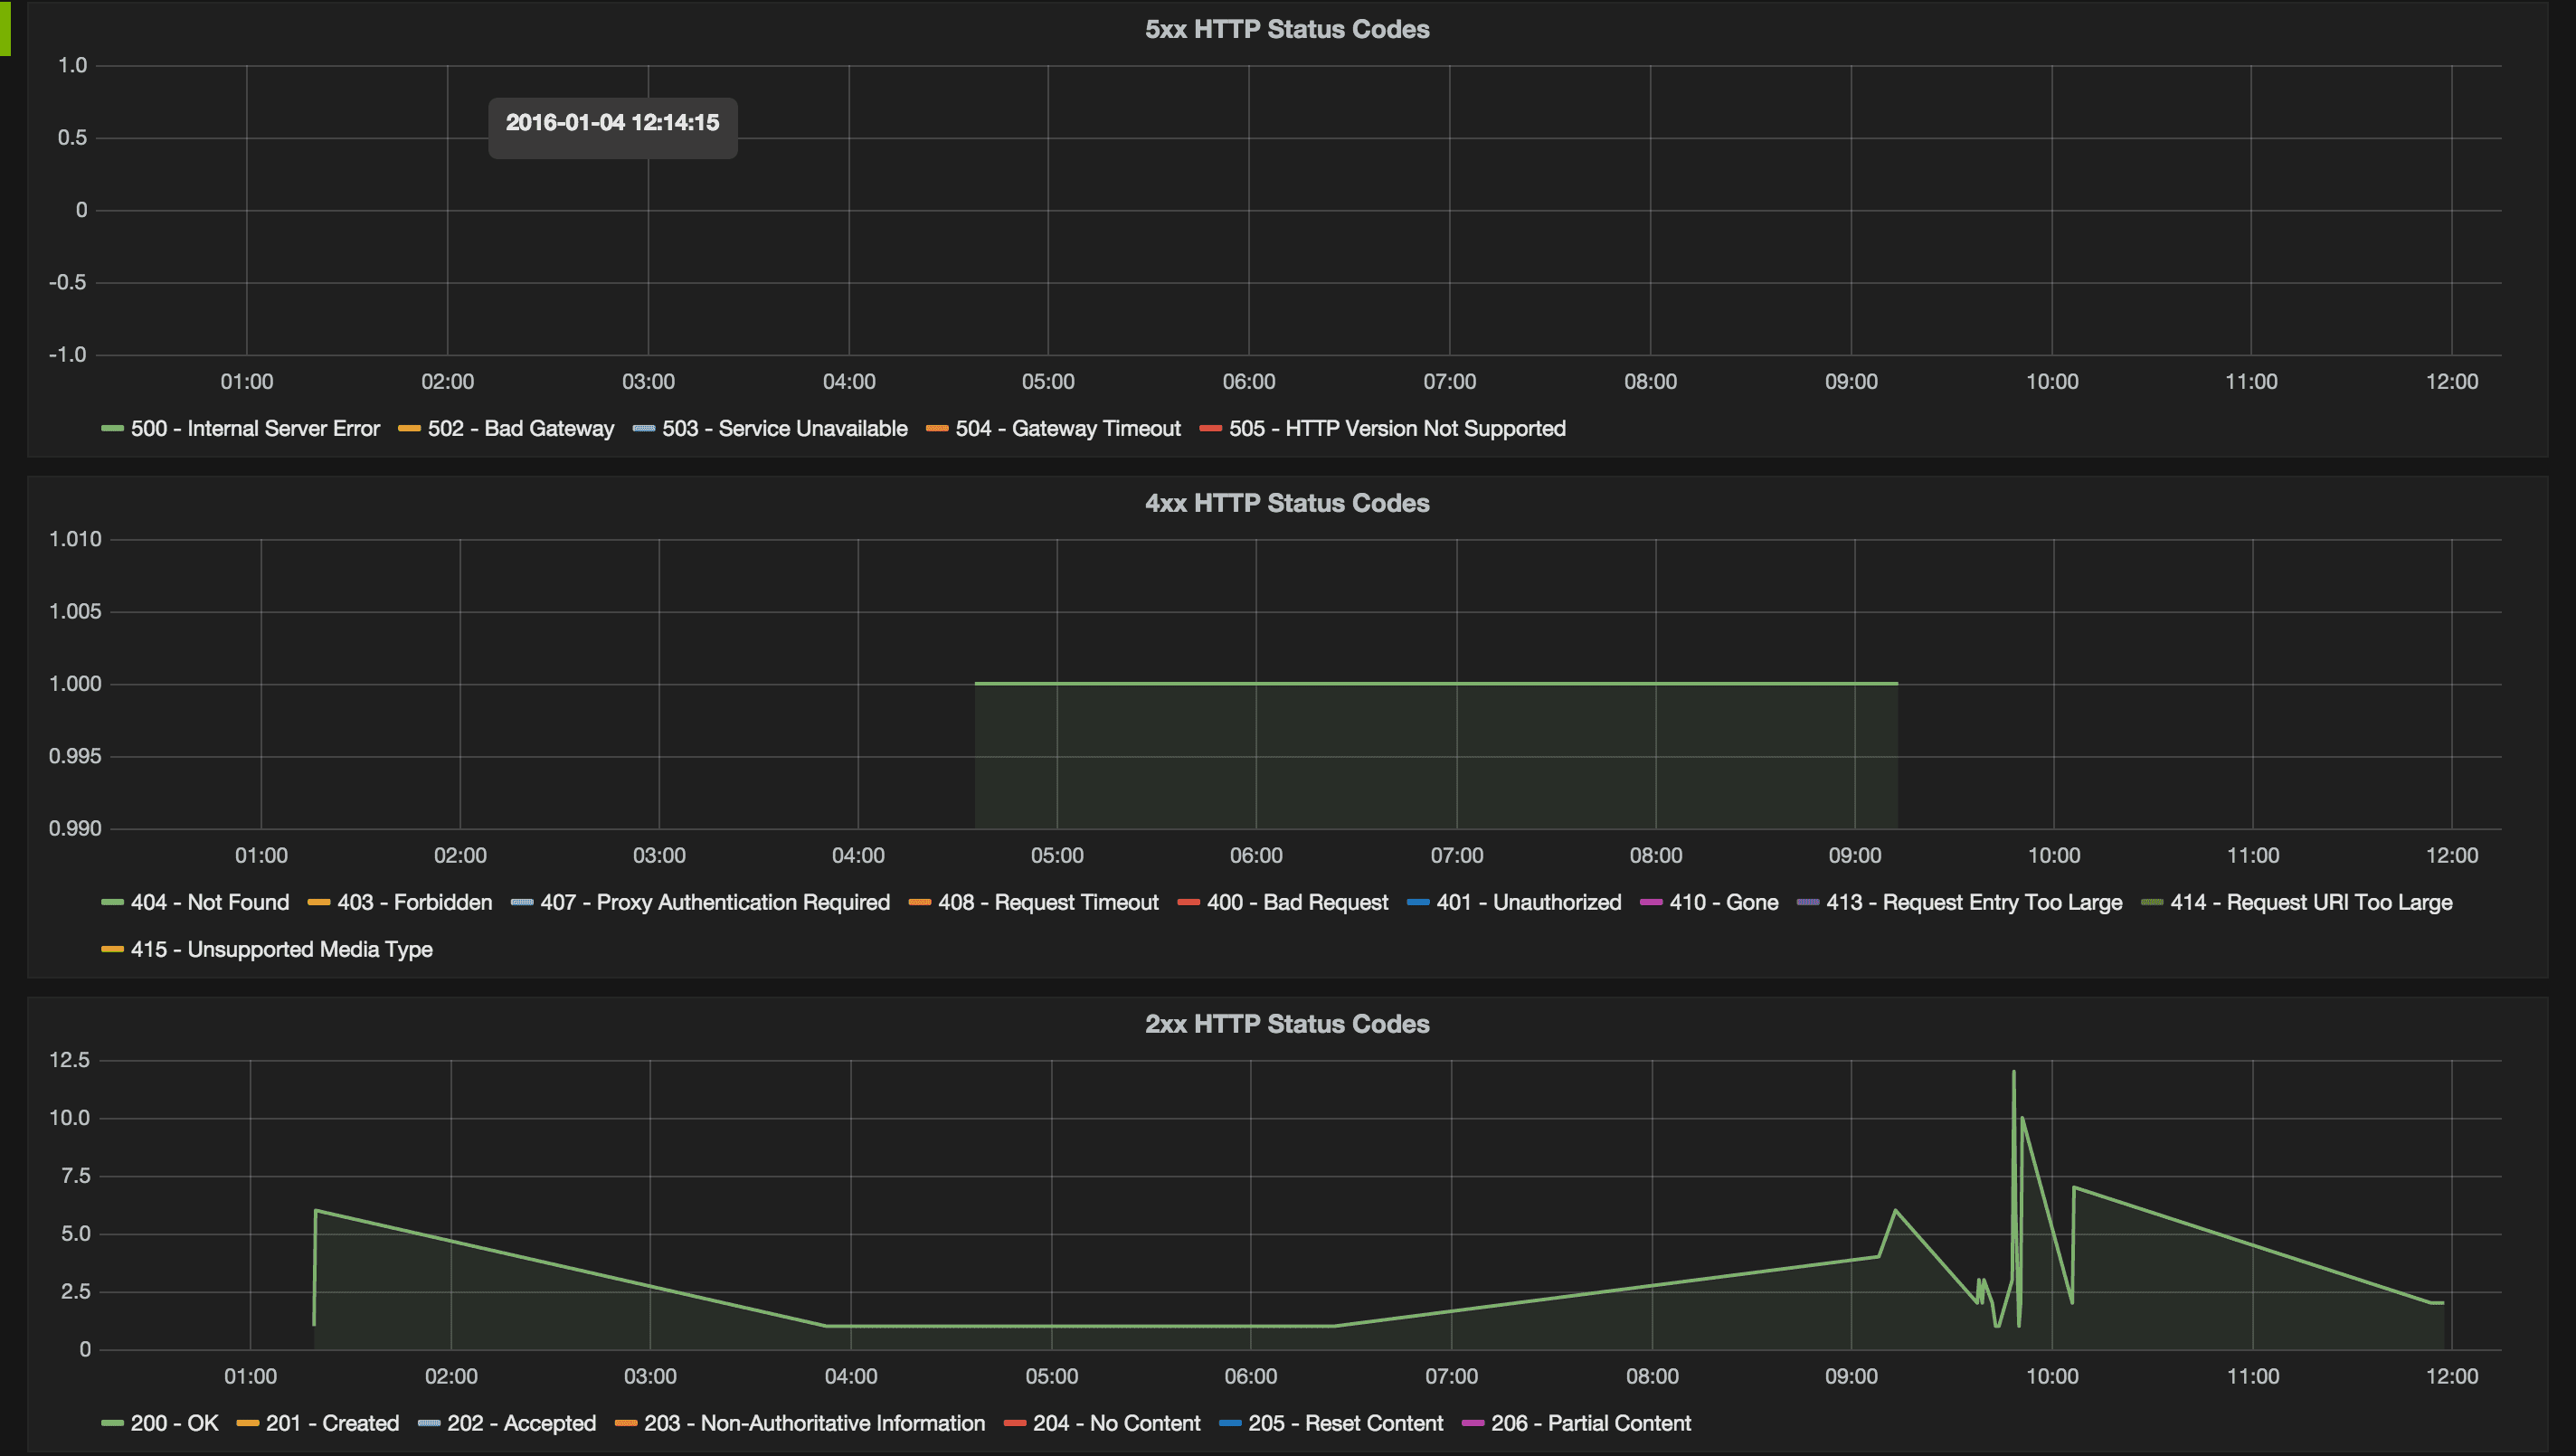 5xx HTTP Status Codes
1.0
2016-01-04 12:14:15
0.5
0
-0.5
-1.0
01:00 02:00 03:00 04:00 05:00 06:00 07:00 08:00 09:00 10:00 11:00 12:00
500 - Internal Server Error 502 - Bad Gateway 503 - Service Unavailable 504 - Gateway Timeout 505 - HTTP Version Not Supported
4xx HTTP Status Codes
1.010
1.005
1.000
0.995
0.990
01:00 02:00 03:00 04:00 05:00 06:00 07:00 08:00 09:00 10:00 11:00 12:00
404 - Not Found 403 - Forbidden 407 - Proxy Authentication Required 408 - Request Timeout 400 - Bad Request 401 - Unauthorized 410 - Gone 413 - Request Entry Too Large 414 - Request URI Too Large
415 - Unsupported Media Type
2xx HTTP Status Codes
12.5
10.0
7.5
5.0
2.5
0
01:00 02:00 03:00 04:00 05:00 06:00 07:00 08:00 09:00 10:00 11:00 12:00
200 - OK 201 - Created 202 - Accepted 203 - Non-Authoritative Information 204 - No Content 205 - Reset Content 206 - Partial Content